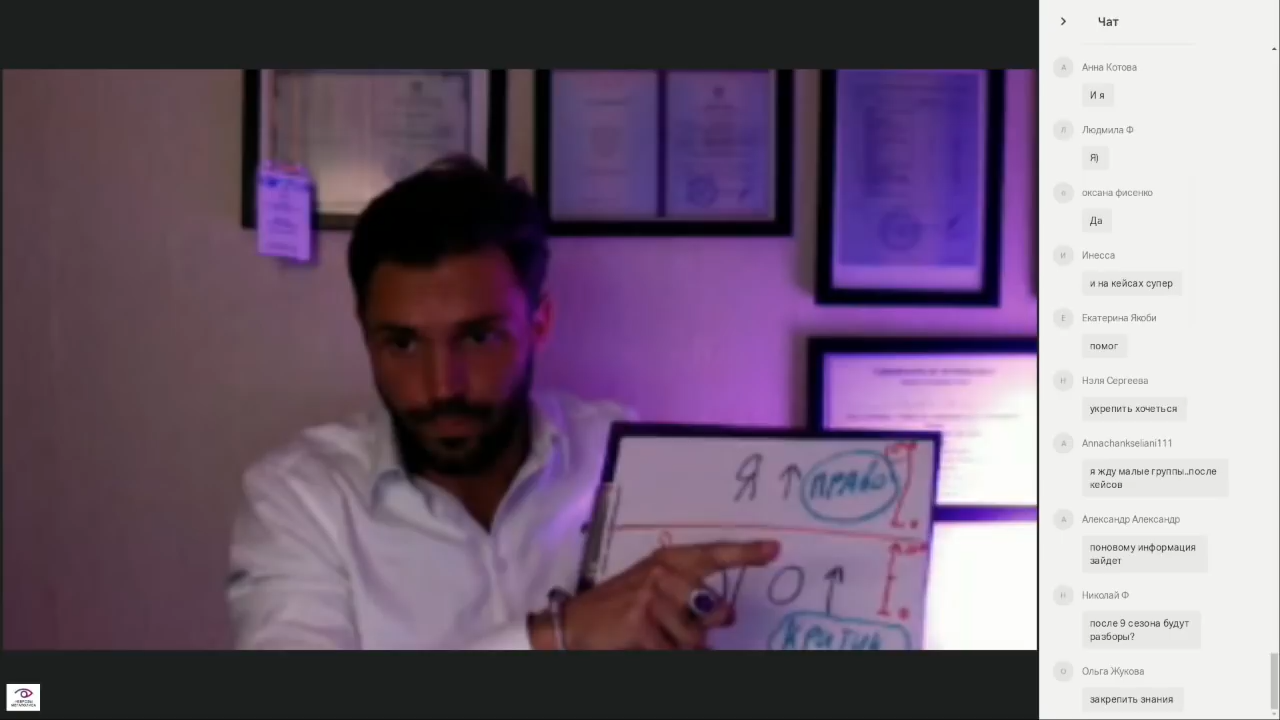 Чат
Анна Котова
И я
Людмила Ф
Я)
оксана фисенко
Да
Инесса
и на кейсах супер
Екатерина Якоби
помог
Нэля Сергеева
укрепить хочеться
Annachankseliani111
я жду малые группы..после
кейсов
Александр Александр
поновому информация
зайдет
Николай Ф
после 9 сезона будут
разборы?
Ольга Жукова
закрепить знания
Я ↑ ПРАВО
О ↑